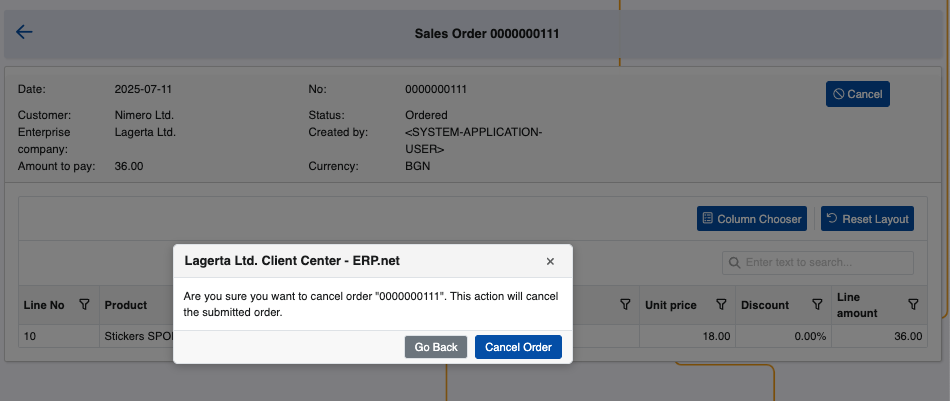 Sales Order 0000000111
Date: 2025-07-11 No: 0000000111
Cancel
Customer: Nimero Ltd. Status: Ordered
Enterprise Lagerta Ltd. Created by: <SYSTEM-APPLICATION-
company: USER>
Amount to pay: 36.00 Currency: BGN
Column Chooser Reset Layout
Enter text to search...
Lagerta Ltd. Client Center - ERP.net ×
Are you sure you want to cancel order "0000000111". This action will cancel
the submitted order.
Go Back Cancel Order
Line No Product Unit price Discount Line
amount
10 Stickers SPO 18.00 0.00% 36.00